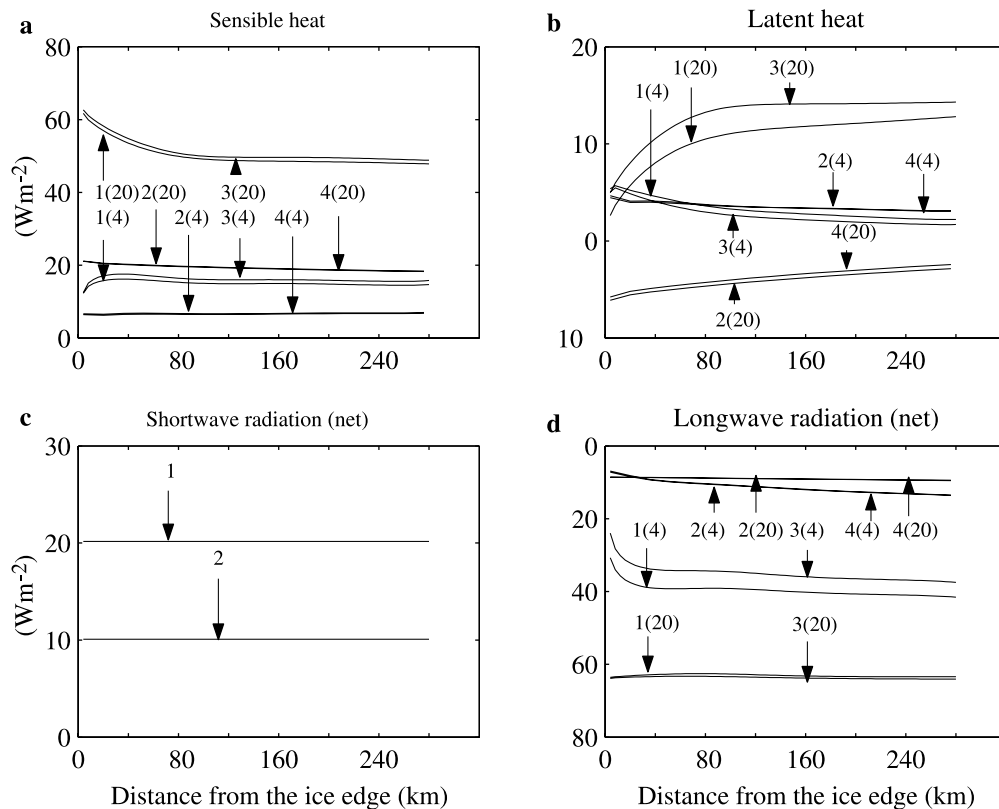 a Sensible heat
80
60
40
20
0
(Wm-2)
1(20) 2(20) 3(20) 4(20)
1(4) 2(4) 3(4) 4(4)
0 80 160 240
b Latent heat
20
10
0
10
1(4) 1(20) 3(20)
2(4) 4(4)
3(4) 4(20)
2(20)
0 80 160 240
c Shortwave radiation (net)
30
20
10
0
(Wm-2)
1
2
0 80 160 240
Distance from the ice edge (km)
d Longwave radiation (net)
0
20
40
60
80
1(4) 2(4) 2(20) 3(4) 4(4) 4(20)
1(20) 3(20)
0 80 160 240
Distance from the ice edge (km)